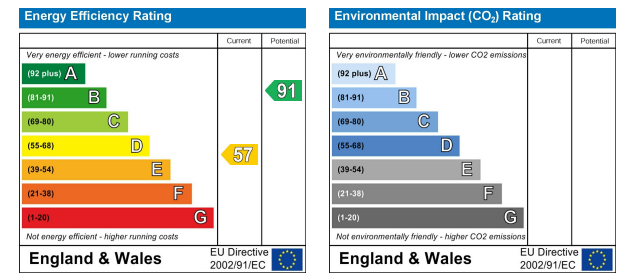 Energy Efficiency Rating
Current Potential
Very energy efficient - lower running costs
(92 plus) A
(81-91) B
(69-80) C
(55-68) D
(39-54) E
(21-38) F
(1-20) G
57
91
Not energy efficient - higher running costs
England & Wales
EU Directive
2002/91/EC
Environmental Impact (CO₂) Rating
Current Potential
Very environmentally friendly - lower CO2 emissions
(92 plus) A
(81-91) B
(69-80) C
(55-68) D
(39-54) E
(21-38) F
(1-20) G
Not environmentally friendly - higher CO2 emissions
England & Wales
EU Directive
2002/91/EC